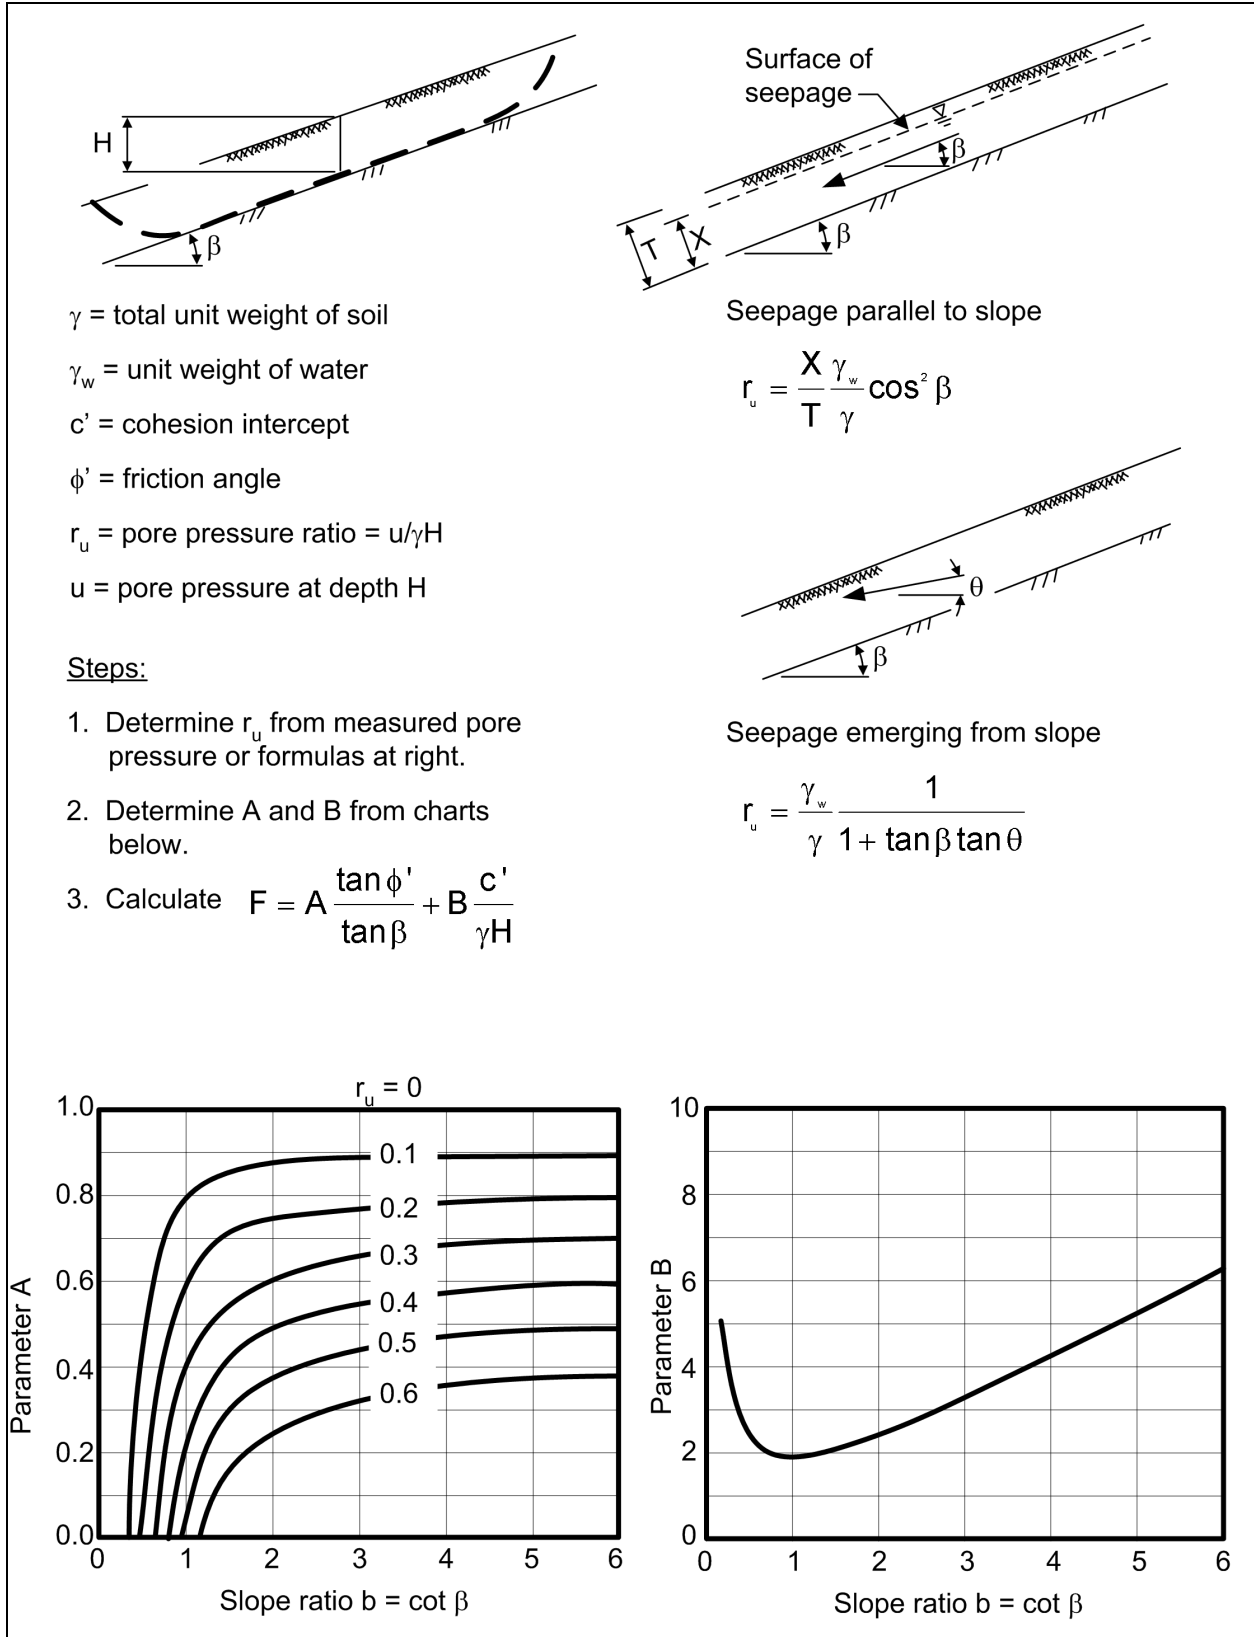 H
β
γ = total unit weight of soil
γw = unit weight of water
c’ = cohesion intercept
ϕ’ = friction angle
ru = pore pressure ratio = u/γH
u = pore pressure at depth H
Steps:
1. Determine ru from measured pore
pressure or formulas at right.
2. Determine A and B from charts
below.
3. Calculate F = A tan ϕ' / tan β + B c' / γH
Surface of
seepage
β
T
X
β
Seepage parallel to slope
ru = X/T γw/γ cos² β
θ
β
Seepage emerging from slope
ru = γw/γ 1/(1 + tan β tan θ)
ru = 0
1.0
0.1
0.8
0.2
0.3
0.6
0.4
0.5
0.4
0.6
0.2
0.0
0 1 2 3 4 5 6
Parameter A
Slope ratio b = cot β
10
8
6
4
2
0
0 1 2 3 4 5 6
Parameter B
Slope ratio b = cot β